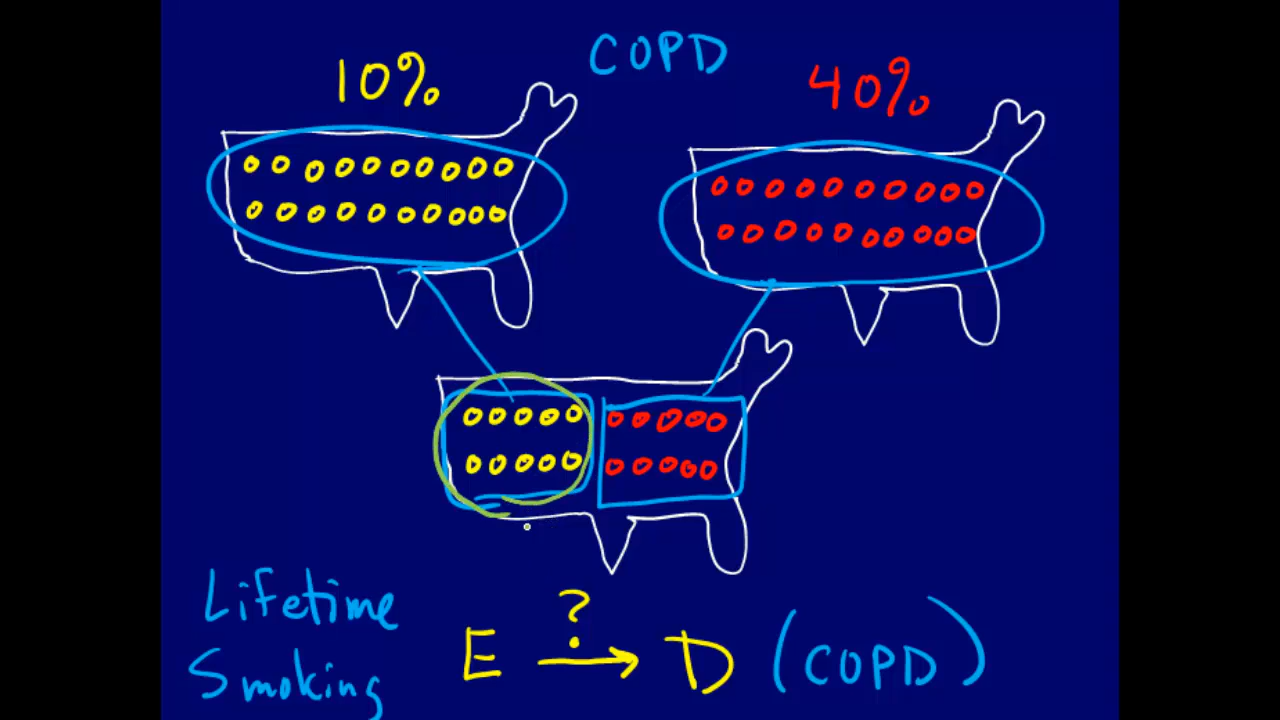 COPD
10%
40%
Lifetime
Smoking
?
E → D (COPD)